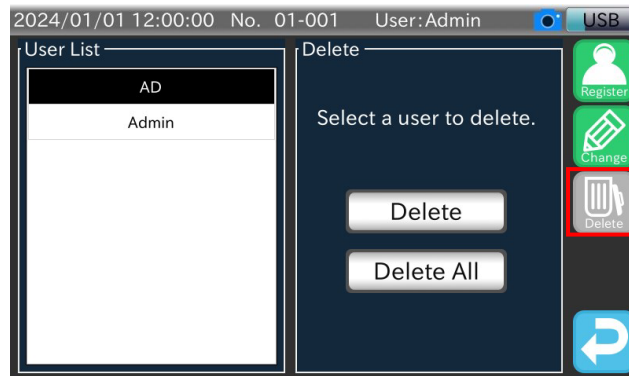 2024/01/01 12:00:00 No. 01-001 User:Admin USB
User List
AD
Admin
Delete
Select a user to delete.
Delete
Delete All
Register
Change
Delete